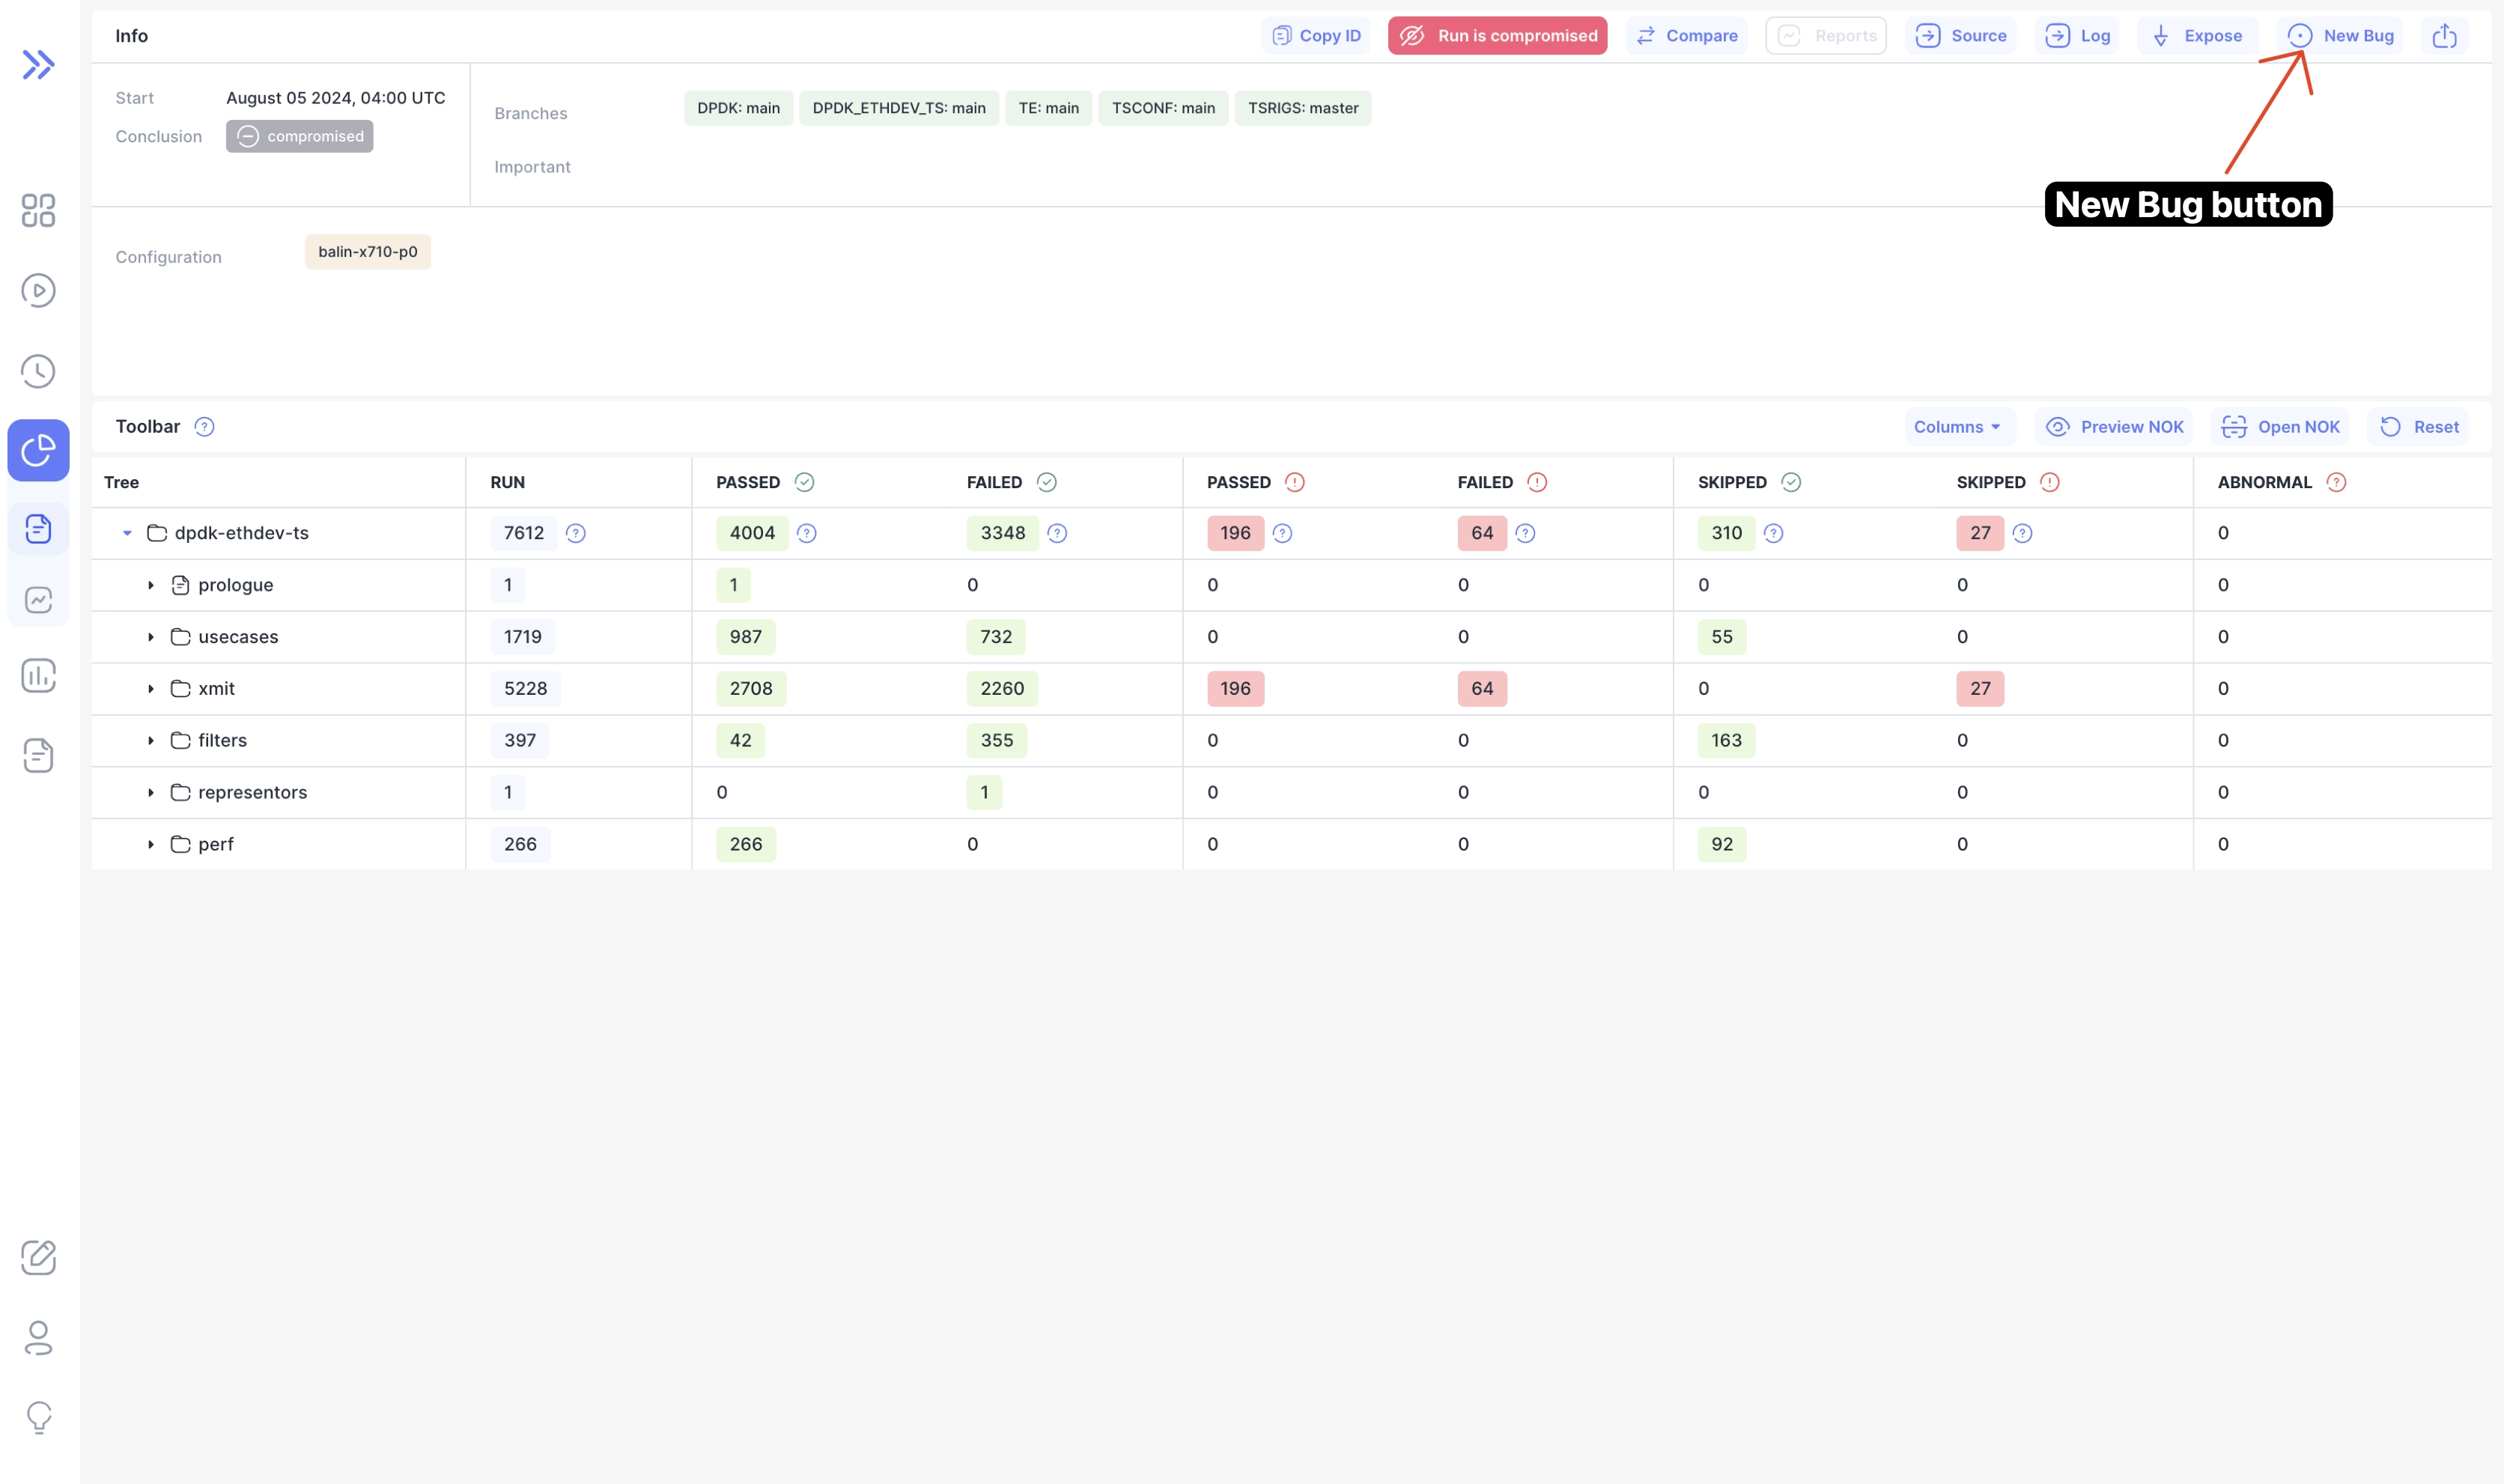 Info
Copy ID
Run is compromised
Compare
Reports
Source
Log
Expose
New Bug
Start August 05 2024, 04:00 UTC
Conclusion compromised
Branches DPDK: main DPDK_ETHDEV_TS: main TE: main TSCONF: main TSRIGS: master
Important
New Bug button
Configuration balin-x710-p0
Toolbar ?
Columns
Preview NOK
Open NOK
Reset
Tree RUN PASSED FAILED PASSED ! FAILED ! SKIPPED SKIPPED ! ABNORMAL ?
dpdk-ethdev-ts 7612 ? 4004 ? 3348 ? 196 ? 64 ? 310 ? 27 ? 0
prologue 1 1 0 0 0 0 0 0
usecases 1719 987 732 0 0 55 0 0
xmit 5228 2708 2260 196 64 0 27 0
filters 397 42 355 0 0 163 0 0
representors 1 0 1 0 0 0 0 0
perf 266 266 0 0 0 92 0 0